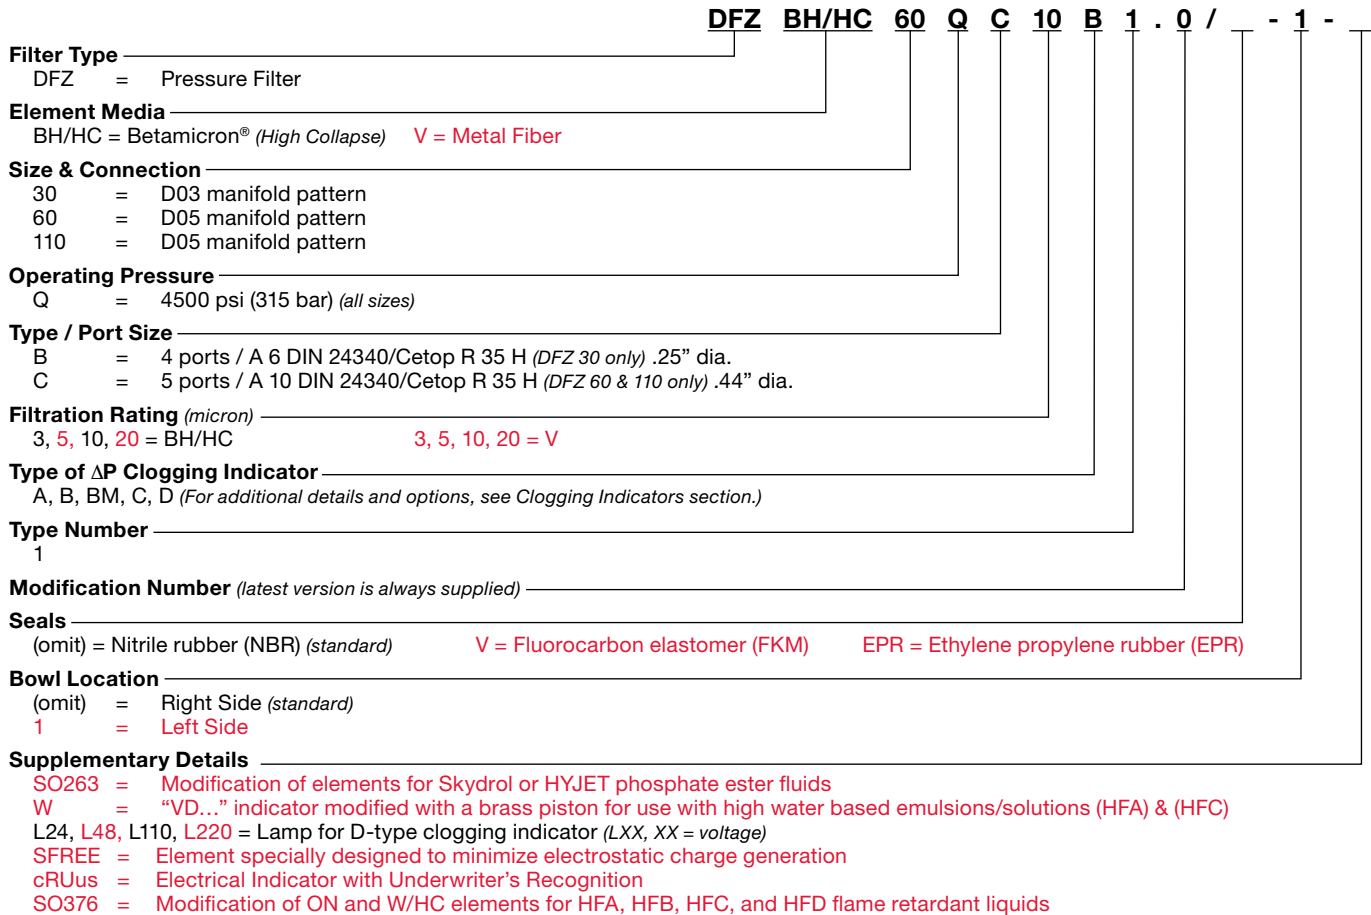 DFZ BH/HC 60 Q C 10 B 1 . 0 / __ - 1 - __
Filter Type
DFZ = Pressure Filter
Element Media
BH/HC = Betamicron® (High Collapse) V = Metal Fiber
Size & Connection
30 = D03 manifold pattern
60 = D05 manifold pattern
110 = D05 manifold pattern
Operating Pressure
Q = 4500 psi (315 bar) (all sizes)
Type / Port Size
B = 4 ports / A 6 DIN 24340/Cetop R 35 H (DFZ 30 only) .25” dia.
C = 5 ports / A 10 DIN 24340/Cetop R 35 H (DFZ 60 & 110 only) .44” dia.
Filtration Rating (micron)
3, 5, 10, 20 = BH/HC 3, 5, 10, 20 = V
Type of ΔP Clogging Indicator
A, B, BM, C, D (For additional details and options, see Clogging Indicators section.)
Type Number
1
Modification Number (latest version is always supplied)
Seals
(omit) = Nitrile rubber (NBR) (standard) V = Fluorocarbon elastomer (FKM) EPR = Ethylene propylene rubber (EPR)
Bowl Location
(omit) = Right Side (standard)
1 = Left Side
Supplementary Details
SO263 = Modification of elements for Skydrol or HYJET phosphate ester fluids
W = “VD…” indicator modified with a brass piston for use with high water based emulsions/solutions (HFA) & (HFC)
L24, L48, L110, L220 = Lamp for D-type clogging indicator (LXX, XX = voltage)
SFREE = Element specially designed to minimize electrostatic charge generation
cRUus = Electrical Indicator with Underwriter’s Recognition
SO376 = Modification of ON and W/HC elements for HFA, HFB, HFC, and HFD flame retardant liquids